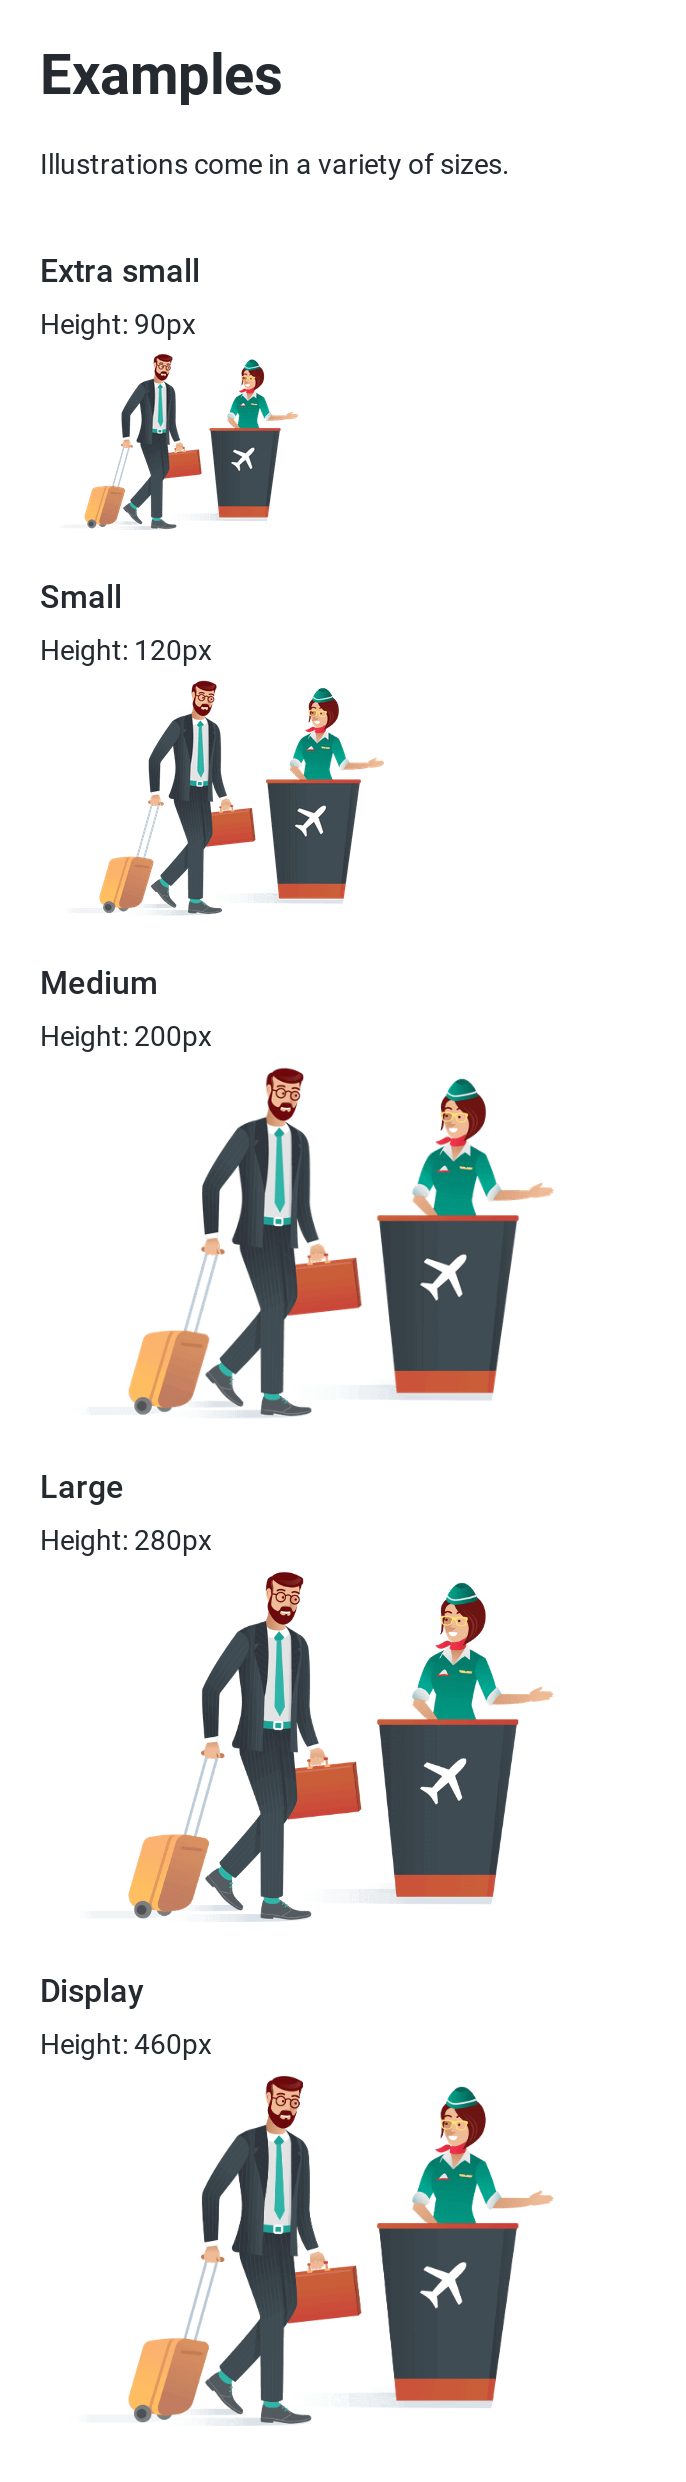 Examples
Illustrations come in a variety of sizes.
Extra small
Height: 90px
Small
Height: 120px
Medium
Height: 200px
Large
Height: 280px
Display
Height: 460px